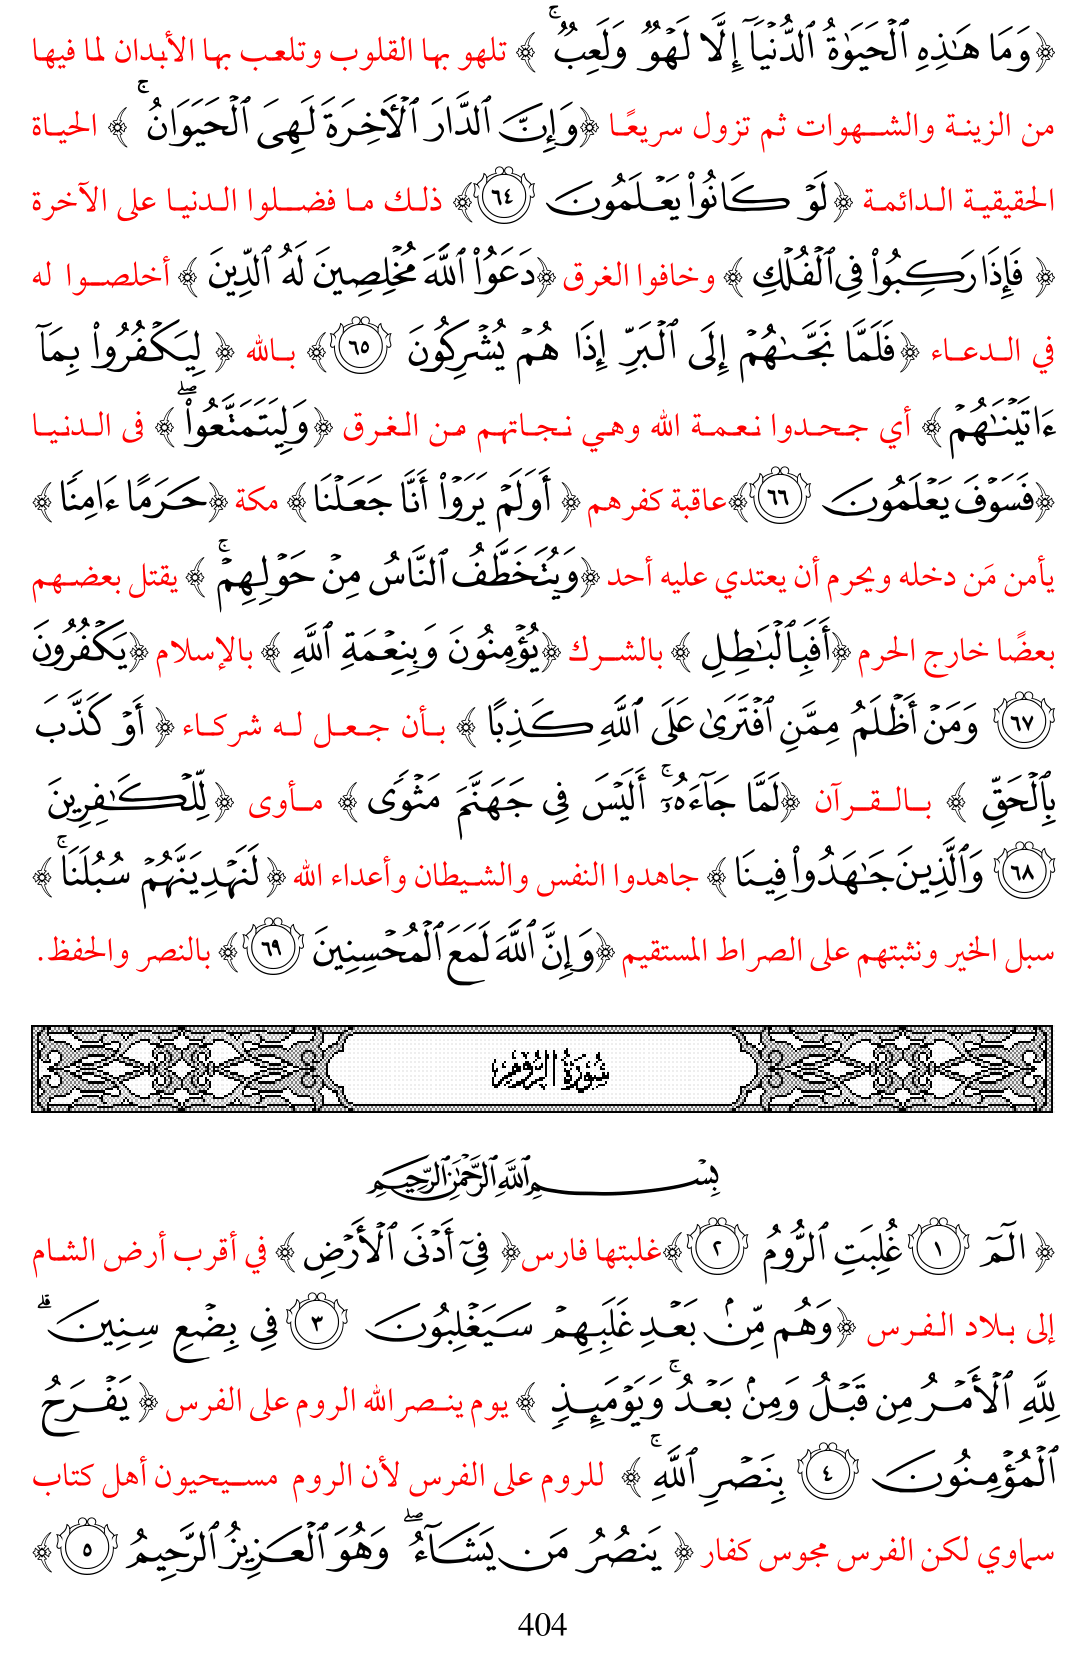 ﴿وَمَا هَـٰذِهِ ٱلْحَيَوٰةُ ٱلدُّنْيَآ إِلَّا لَهْوٌ وَلَعِبٌ ۚ ﴾ تلهو بها القلوب وتلعب بها الأبدان لما فيها
من الزينة والشهوات ثم تزول سريعًا ﴿وَإِنَّ ٱلدَّارَ ٱلْـَٔاخِرَةَ لَهِىَ ٱلْحَيَوَانُ ۚ ﴾ الحياة
الحقيقية الدائمة ﴿لَوْ كَانُوا۟ يَعْلَمُونَ ٦٤﴾ ذلك ما فضلوا الدنيا على الآخرة
﴿ فَإِذَا رَكِبُوا۟ فِى ٱلْفُلْكِ ﴾ وخافوا الغرق ﴿دَعَوُا۟ ٱللَّهَ مُخْلِصِينَ لَهُ ٱلدِّينَ ﴾ أخلصوا له
في الدعاء ﴿فَلَمَّا نَجَّىٰهُمْ إِلَى ٱلْبَرِّ إِذَا هُمْ يُشْرِكُونَ ٦٥﴾ بالله ﴿ لِيَكْفُرُوا۟ بِمَآ
ءَاتَيْنَـٰهُمْ ﴾ أي جحدوا نعمة الله وهي نجاتهم من الغرق ﴿وَلِيَتَمَتَّعُوا۟ ۖ﴾ فى الدنيا
﴿فَسَوْفَ يَعْلَمُونَ ٦٦﴾عاقبة كفرهم ﴿ أَوَلَمْ يَرَوْا۟ أَنَّا جَعَلْنَا﴾ مكة ﴿حَرَمًا ءَامِنًا ﴾
يأمن مَن دخله ويحرم أن يعتدي عليه أحد ﴿وَيُتَخَطَّفُ ٱلنَّاسُ مِنْ حَوْلِهِمْ ۚ ﴾ يقتل بعضهم
بعضًا خارج الحرم ﴿أَفَبِٱلْبَـٰطِلِ ﴾ بالشرك ﴿يُؤْمِنُونَ وَبِنِعْمَةِ ٱللَّهِ ﴾ بالإسلام ﴿يَكْفُرُونَ
٦٧ وَمَنْ أَظْلَمُ مِمَّنِ ٱفْتَرَىٰ عَلَى ٱللَّهِ كَذِبًا ﴾ بأن جعل له شركاء ﴿ أَوْ كَذَّبَ
بِٱلْحَقِّ ﴾ بالقرآن ﴿لَمَّا جَآءَهُۥٓ ۚ أَلَيْسَ فِى جَهَنَّمَ مَثْوًى ﴾ مأوى ﴿لِّلْكَـٰفِرِينَ
٦٨ وَٱلَّذِينَ جَـٰهَدُوا۟ فِينَا ﴾ جاهدوا النفس والشيطان وأعداء الله ﴿ لَنَهْدِيَنَّهُمْ سُبُلَنَا ۚ ﴾
سبل الخير ونثبتهم على الصراط المستقيم ﴿وَإِنَّ ٱللَّهَ لَمَعَ ٱلْمُحْسِنِينَ ٦٩﴾ بالنصر والحفظ.
سُورَةُ الرُّومِ
بِسْمِ ٱللَّهِ ٱلرَّحْمَـٰنِ ٱلرَّحِيمِ
﴿ الٓمٓ ١ غُلِبَتِ ٱلرُّومُ ٢﴾غلبتها فارس﴿ فِىٓ أَدْنَى ٱلْأَرْضِ ﴾ في أقرب أرض الشام
إلى بلاد الفرس ﴿وَهُم مِّنۢ بَعْدِ غَلَبِهِمْ سَيَغْلِبُونَ ٣ فِى بِضْعِ سِنِينَ ۗ
لِلَّهِ ٱلْأَمْرُ مِن قَبْلُ وَمِنۢ بَعْدُ ۚ وَيَوْمَئِذٍ ﴾ يوم ينصر الله الروم على الفرس ﴿ يَفْرَحُ
ٱلْمُؤْمِنُونَ ٤ بِنَصْرِ ٱللَّهِ ۚ ﴾ للروم على الفرس لأن الروم مسيحيون أهل كتاب
سماوي لكن الفرس مجوس كفار ﴿ يَنصُرُ مَن يَشَآءُ ۖ وَهُوَ ٱلْعَزِيزُ ٱلرَّحِيمُ ٥﴾
404